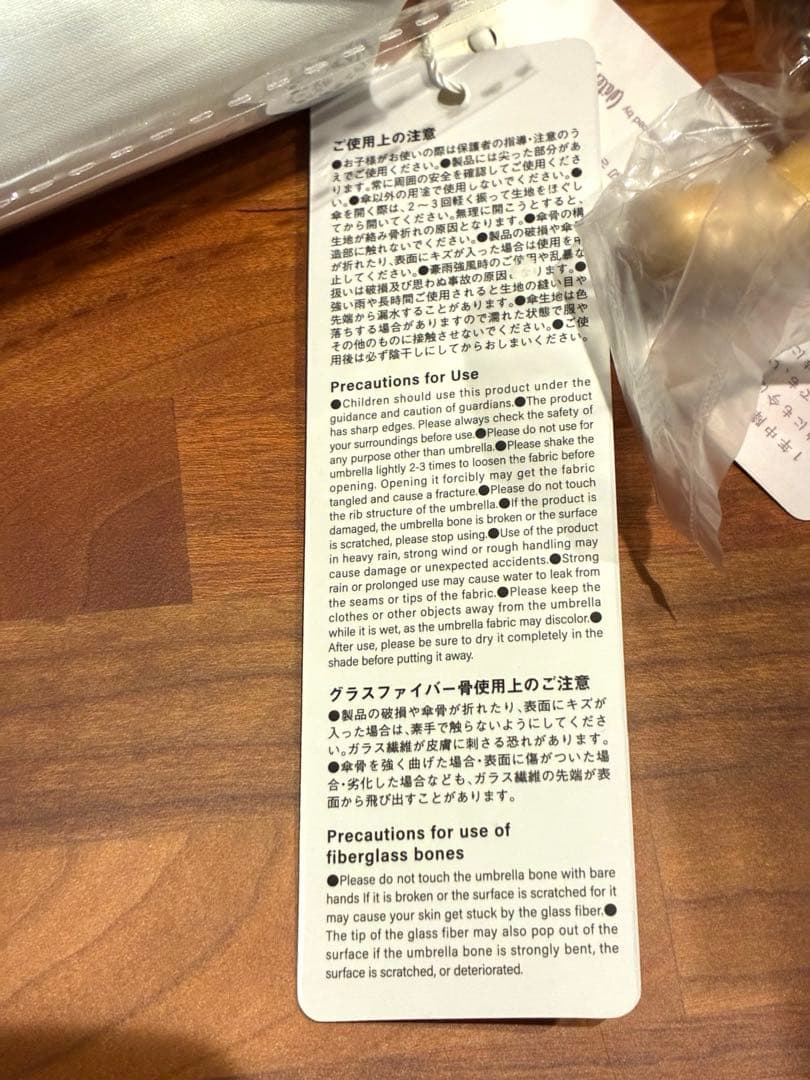 ご使用上の注意
●お子様がお使いの際は保護者の指導・注意のう
えでご使用ください。●製品には尖った部分があ
ります。常に周囲の安全を確認してご使用くださ
い。●傘以外の用途で使用しないでください。●
傘を開く際は、2〜3回軽く振って生地をほぐし
てから開いてください。無理に開こうとすると、
生地が絡み骨折れの原因となります。●傘骨の構
造部に触れないでください。●製品の破損や傘骨
が折れたり、表面にキズが入った場合は使用を中
止してください。●豪雨強風時のご使用や乱暴な
扱いは破損及び思わぬ事故の原因となります。●
強い雨や長時間ご使用されると生地の縫い目や
先端から漏水することがあります。●傘生地は色
落ちする場合がありますので濡れた状態で服や
その他のものに接触させないでください。●ご使
用後は必ず陰干しにしてからおしまいください。
Precautions for Use
●Children should use this product under the
guidance and caution of guardians.●The product
has sharp edges. Please always check the safety of
your surroundings before use.●Please do not use for
any purpose other than umbrella.●Please shake the
umbrella lightly 2-3 times to loosen the fabric before
opening. Opening it forcibly may get the fabric
tangled and cause a fracture.●Please do not touch
the rib structure of the umbrella.●If the product is
damaged, the umbrella bone is broken or the surface
is scratched, please stop using.●Use of the product
in heavy rain, strong wind or rough handling may
cause damage or unexpected accidents.●Strong
rain or prolonged use may cause water to leak from
the seams or tips of the fabric.●Please keep the
clothes or other objects away from the umbrella
while it is wet, as the umbrella fabric may discolor.●
After use, please be sure to dry it completely in the
shade before putting it away.
グラスファイバー骨使用上のご注意
●製品の破損や傘骨が折れたり、表面にキズが
入った場合は、素手で触らないようにしてくださ
い。ガラス繊維が皮膚に刺さる恐れがあります。
●傘骨を強く曲げた場合・表面に傷がついた場
合・劣化した場合なども、ガラス繊維の先端が表
面から飛び出すことがあります。
Precautions for use of
fiberglass bones
●Please do not touch the umbrella bone with bare
hands If it is broken or the surface is scratched for it
may cause your skin get stuck by the glass fiber.●
The tip of the glass fiber may also pop out of the
surface if the umbrella bone is strongly bent, the
surface is scratched, or deteriorated.